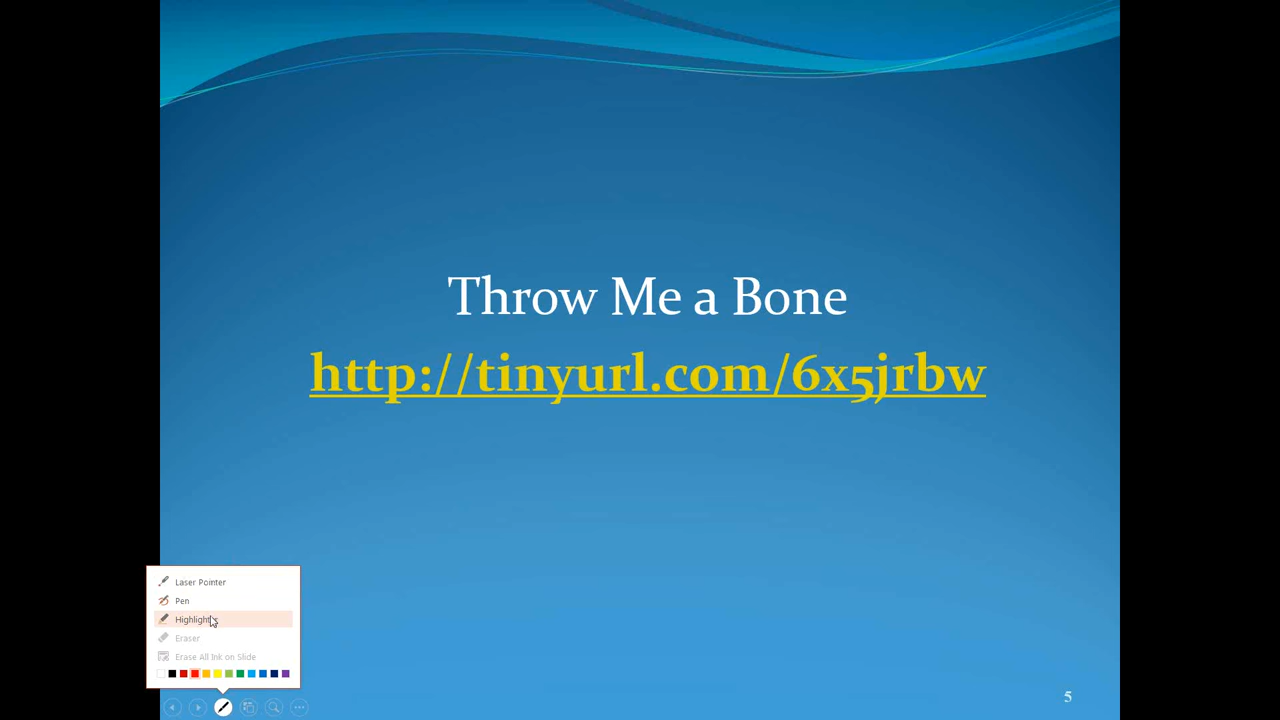 Throw Me a Bone
http://tinyurl.com/6x5jrbw
Laser Pointer
Pen
Highlighter
Eraser
Erase All Ink on Slide
5